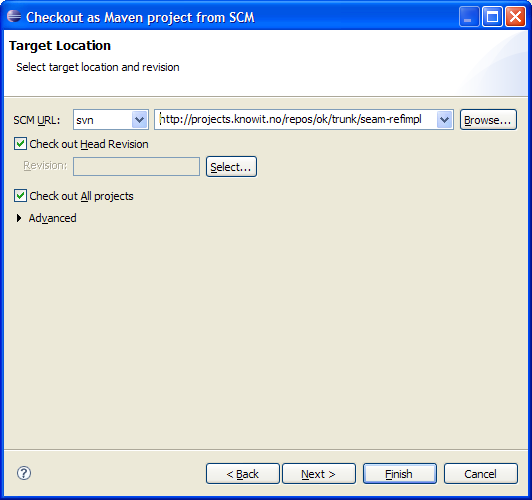 Checkout as Maven project from SCM
Target Location
Select target location and revision
SCM URL: svn http://projects.knowit.no/repos/ok/trunk/seam-refimpl Browse...
Check out Head Revision
Revision: Select...
Check out All projects
Advanced
? < Back Next > Finish Cancel